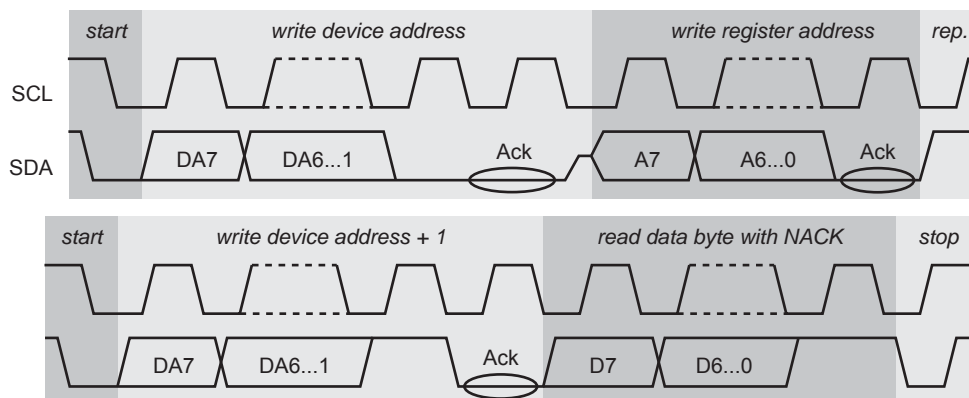 start write device address write register address rep.
SCL
SDA DA7 DA6...1 Ack A7 A6...0 Ack
start write device address + 1 read data byte with NACK stop
DA7 DA6...1 Ack D7 D6...0